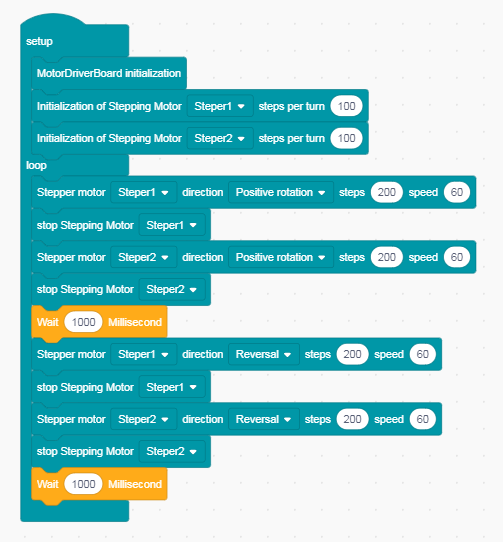 setup
MotorDriverBoard initialization
Initialization of Stepping Motor Steper1 steps per turn 100
Initialization of Stepping Motor Steper2 steps per turn 100
loop
Stepper motor Steper1 direction Positive rotation steps 200 speed 60
stop Stepping Motor Steper1
Stepper motor Steper2 direction Positive rotation steps 200 speed 60
stop Stepping Motor Steper2
Wait 1000 Millisecond
Stepper motor Steper1 direction Reversal steps 200 speed 60
stop Stepping Motor Steper1
Stepper motor Steper2 direction Reversal steps 200 speed 60
stop Stepping Motor Steper2
Wait 1000 Millisecond